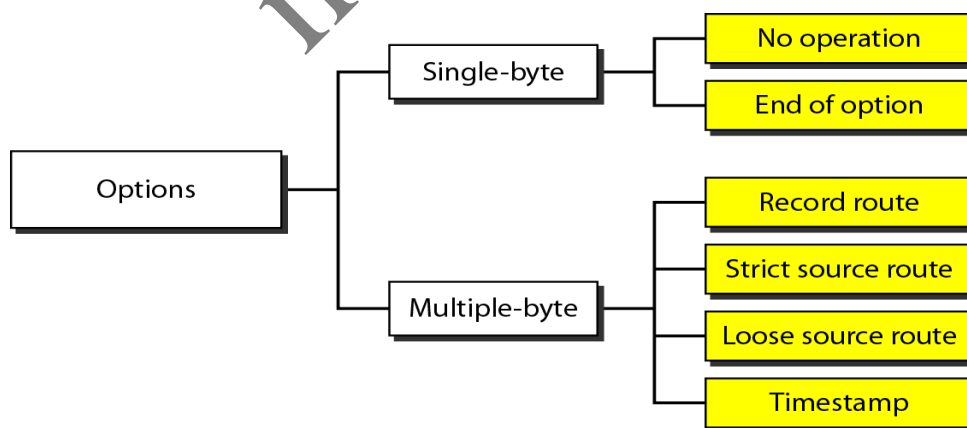 No operation
Single-byte
End of option
Options
Record route
Strict source route
Multiple-byte
Loose source route
Timestamp